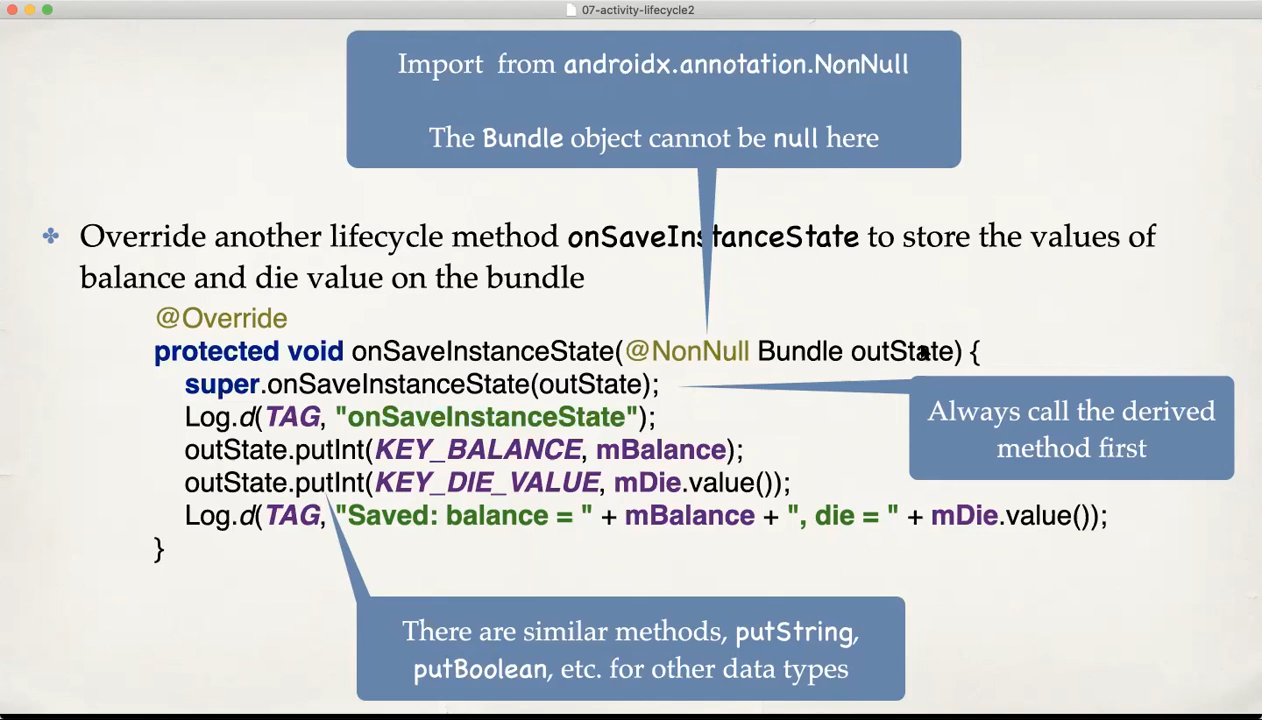 07-activity-lifecycle2
Import from androidx.annotation.NonNull
The Bundle object cannot be null here
Override another lifecycle method onSaveInstanceState to store the values of
balance and die value on the bundle
@Override
protected void onSaveInstanceState(@NonNull Bundle outState) {
super.onSaveInstanceState(outState);
Log.d(TAG, "onSaveInstanceState");
outState.putInt(KEY_BALANCE, mBalance);
outState.putInt(KEY_DIE_VALUE, mDie.value());
Log.d(TAG, "Saved: balance = " + mBalance + ", die = " + mDie.value());
}
Always call the derived
method first
There are similar methods, putString,
putBoolean, etc. for other data types